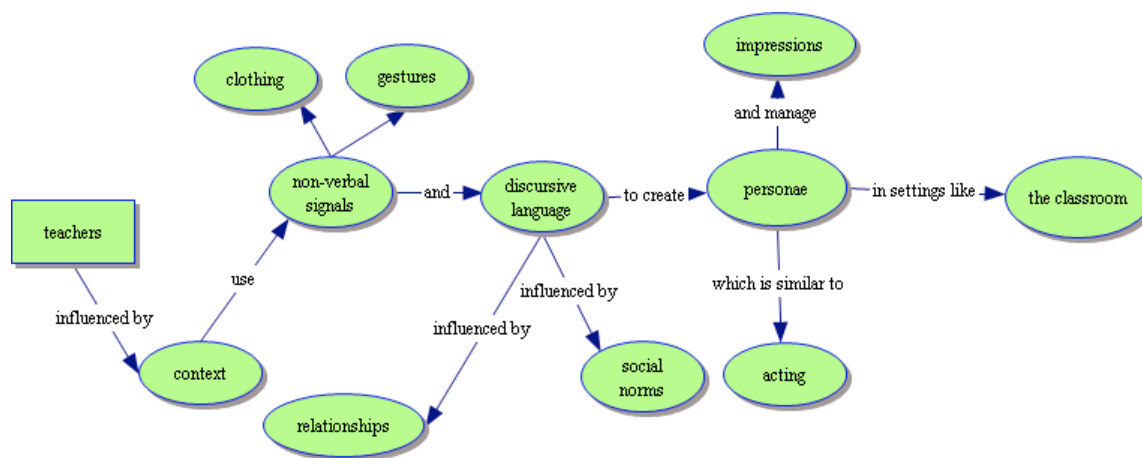 impressions
clothing
gestures
and manage
non-verbal
signals
and
discursive
language
to create
personae
in settings like
the classroom
teachers
use
influenced by
which is similar to
influenced by
influenced by
context
social
norms
acting
relationships